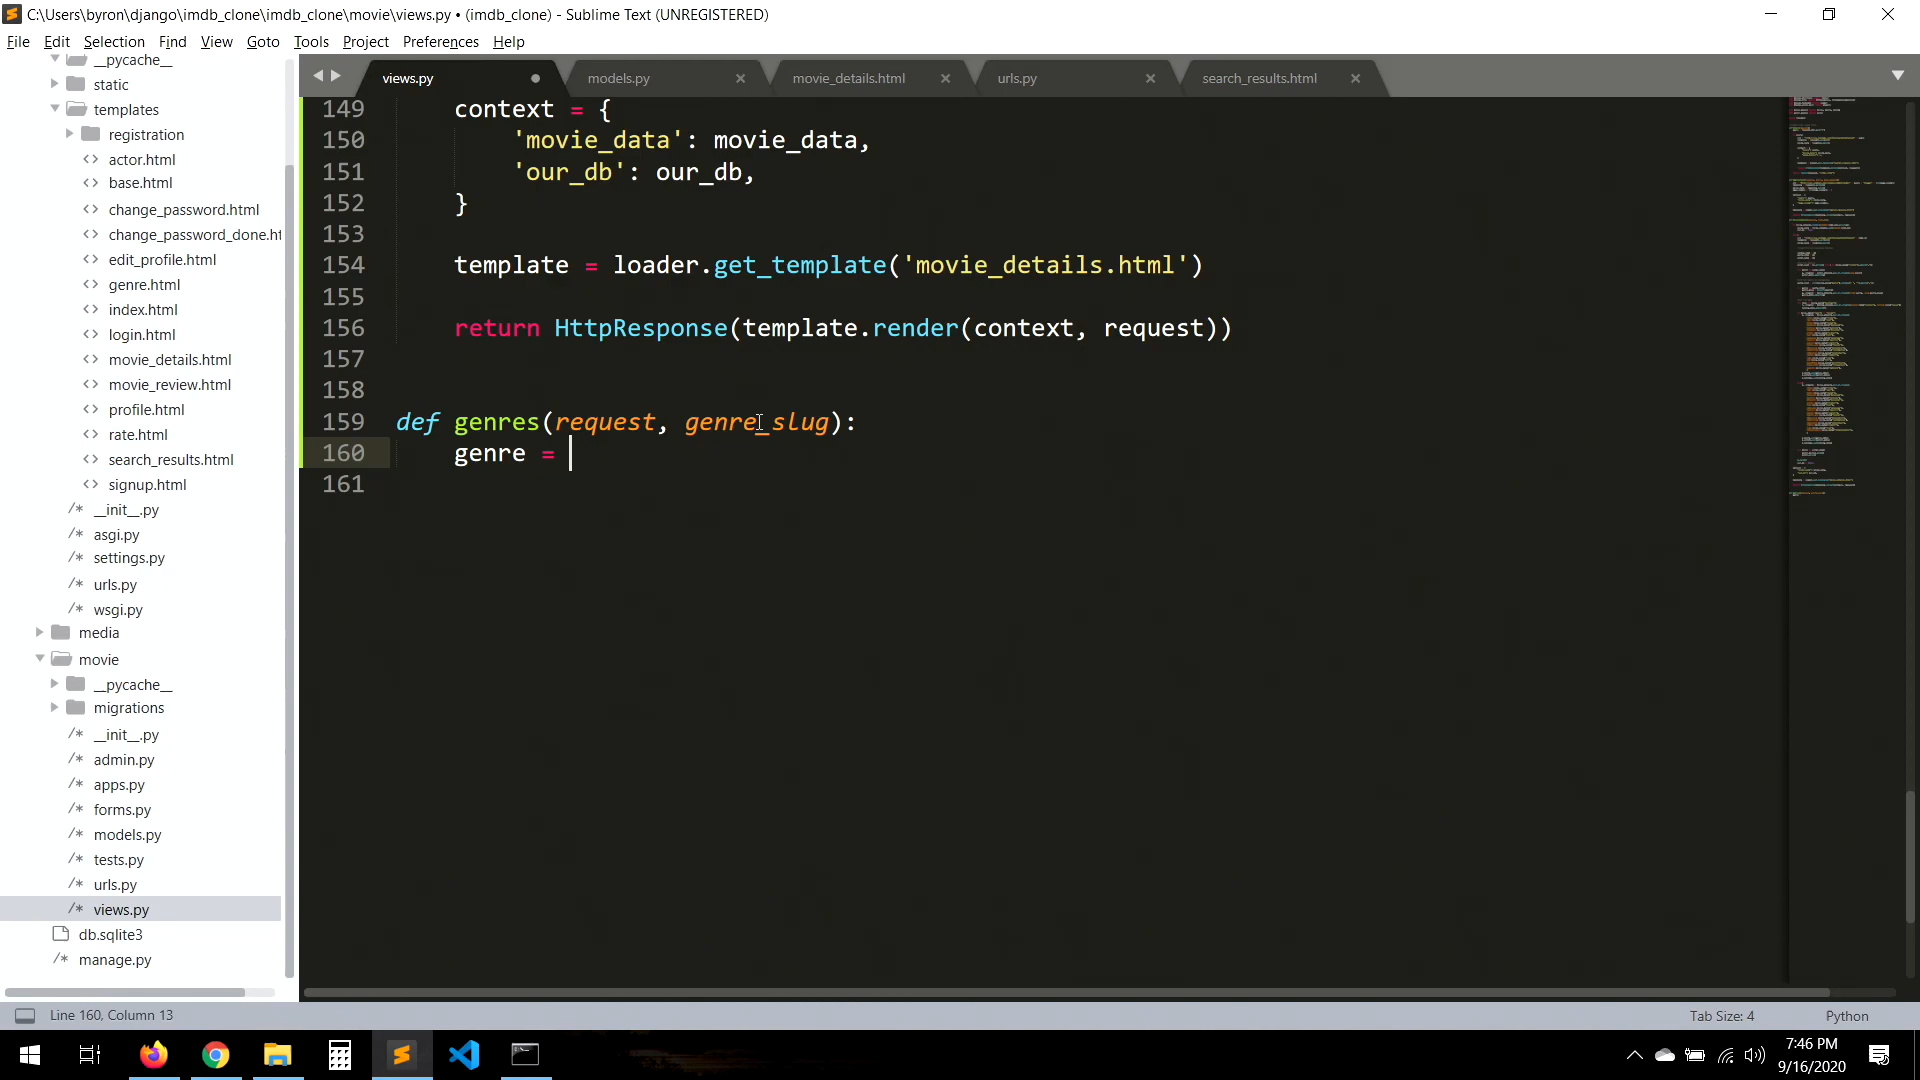 C:\Users\byron\django\imdb_clone\imdb_clone\movie\views.py • (imdb_clone) - Sublime Text (UNREGISTERED)
File Edit Selection Find View Goto Tools Project Preferences Help
__pycache__
static
templates
registration
actor.html
base.html
change_password.html
change_password_done.ht
edit_profile.html
genre.html
index.html
login.html
movie_details.html
movie_review.html
profile.html
rate.html
search_results.html
signup.html
__init__.py
asgi.py
settings.py
urls.py
wsgi.py
media
movie
__pycache__
migrations
__init__.py
admin.py
apps.py
forms.py
models.py
tests.py
urls.py
views.py
db.sqlite3
manage.py
views.py models.py movie_details.html urls.py search_results.html
149 context = {
150 'movie_data': movie_data,
151 'our_db': our_db,
152 }
153
154 template = loader.get_template('movie_details.html')
155
156 return HttpResponse(template.render(context, request))
157
158
159 def genres(request, genre_slug):
160 genre =
161
Line 160, Column 13 Tab Size: 4 Python
7:46 PM
9/16/2020